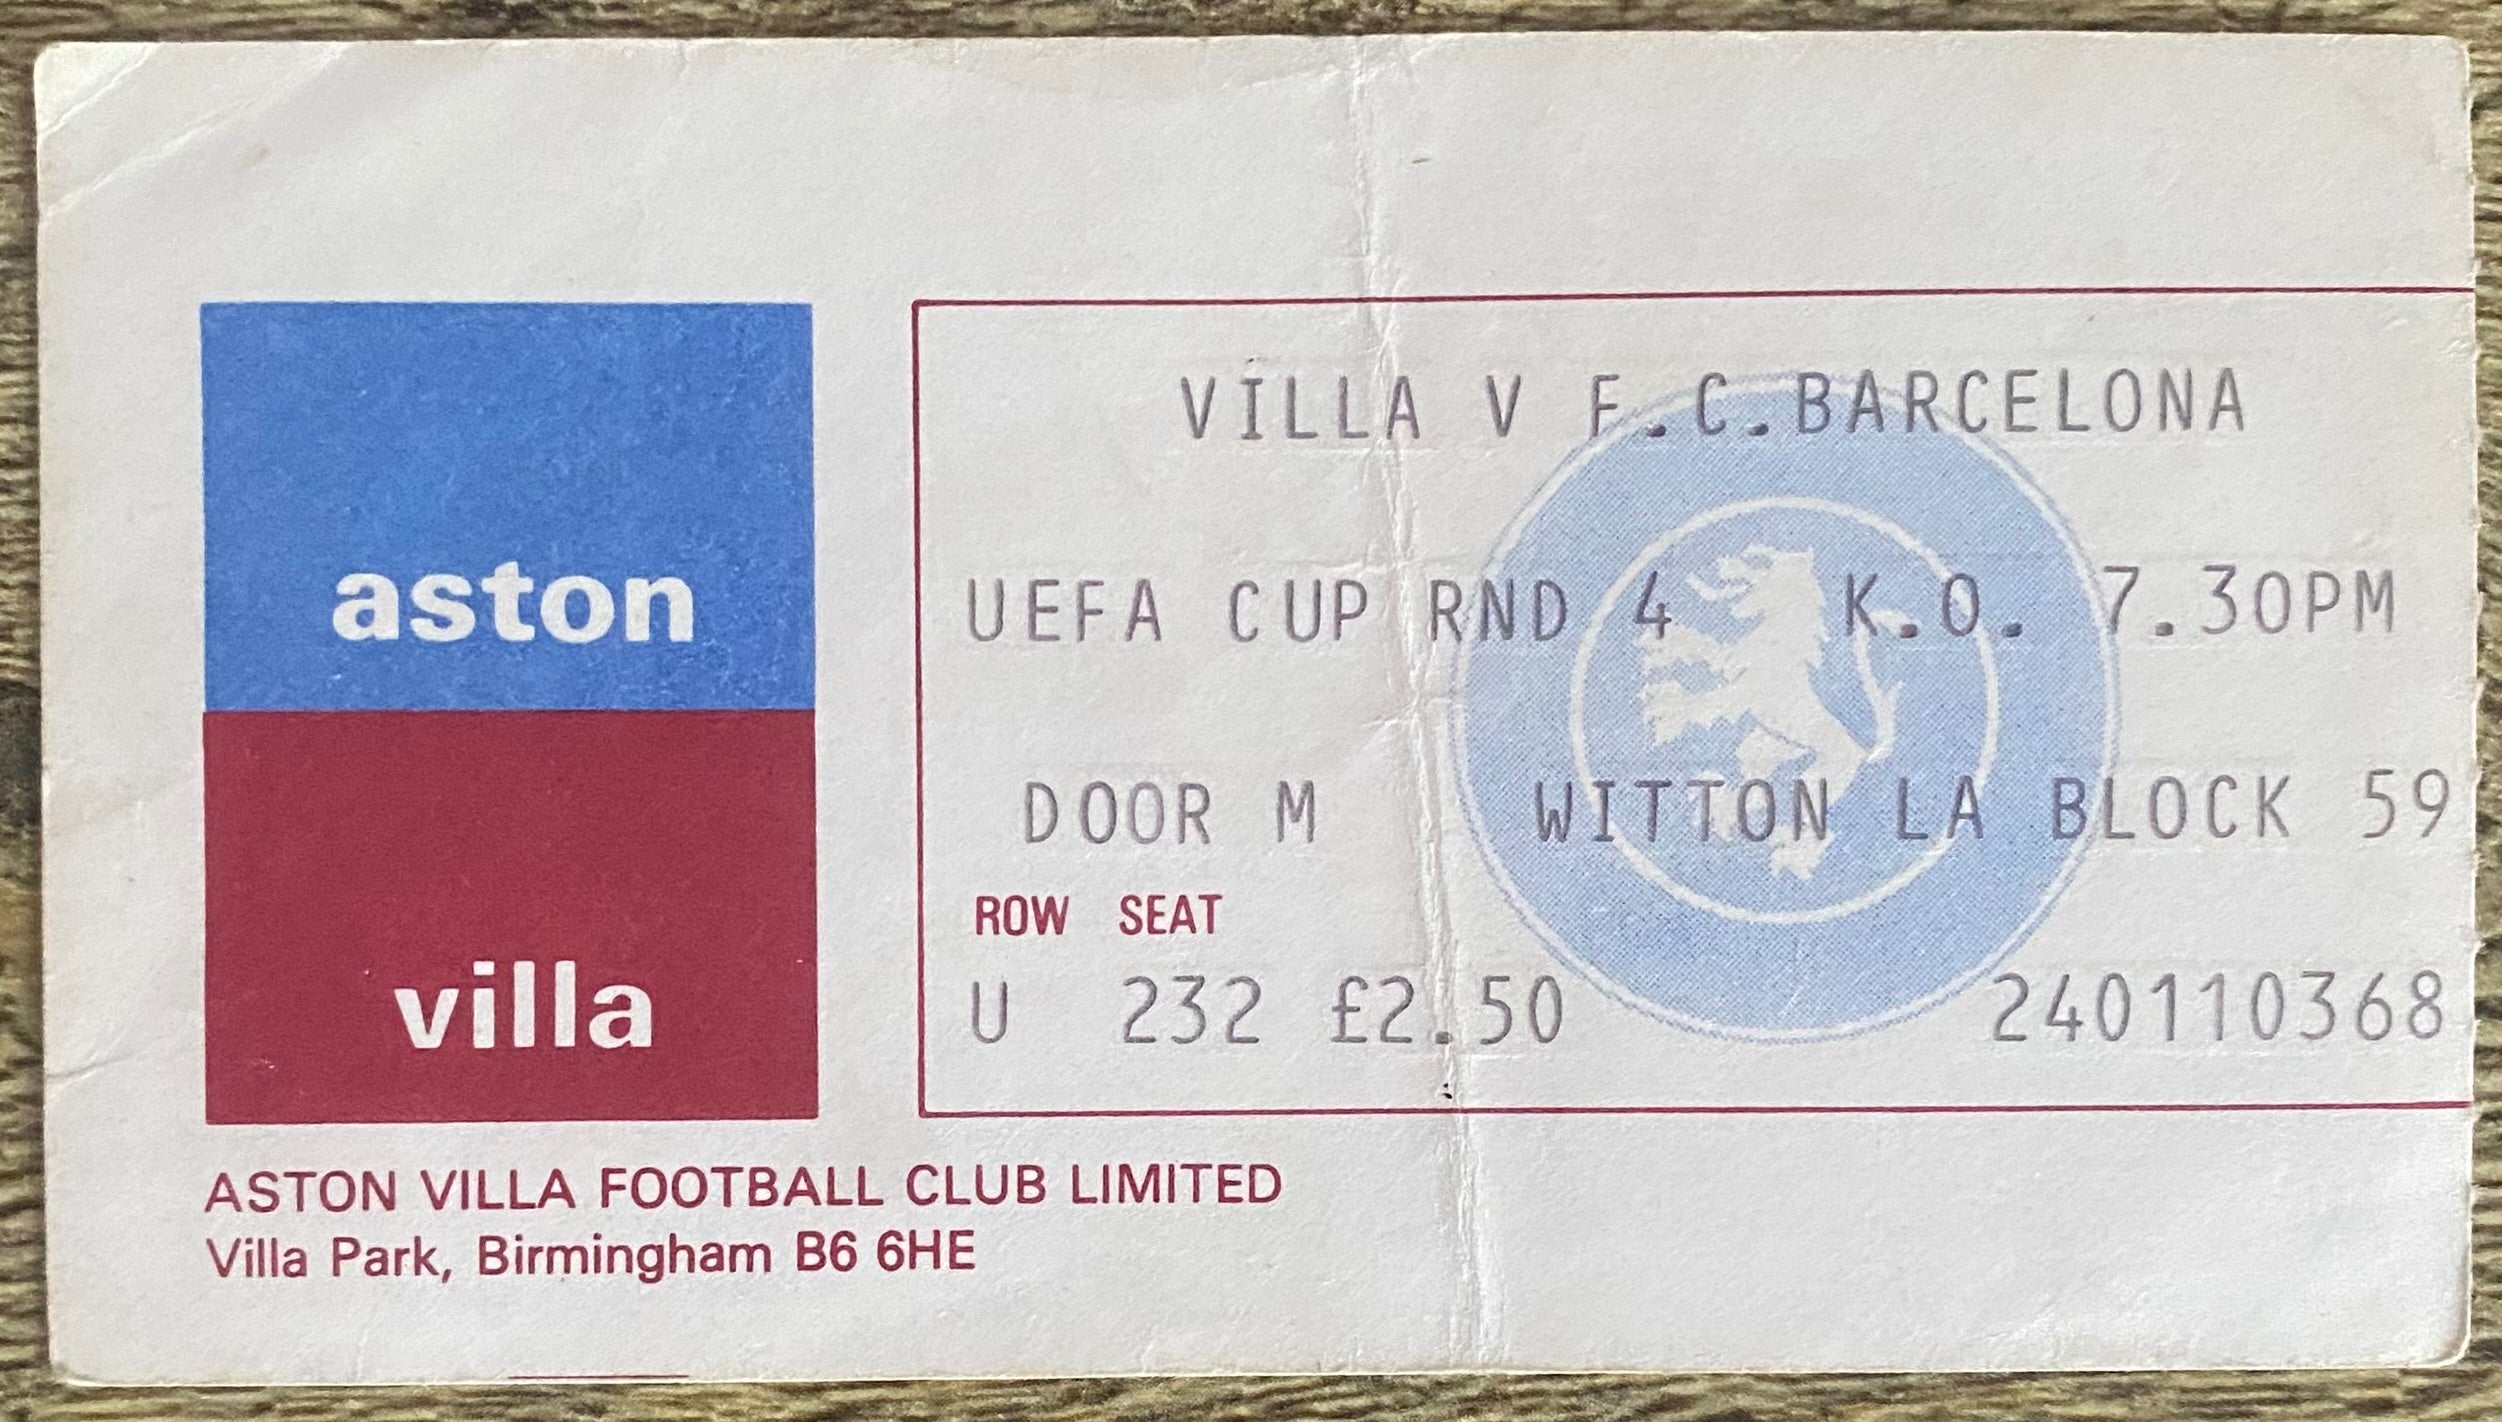 aston
villa
VILLA V F.C.BARCELONA
UEFA CUP RND 4 K.O. 7.30PM
DOOR M WITTON LA BLOCK 59
ROW SEAT
U 232 £2.50 240110368
ASTON VILLA FOOTBALL CLUB LIMITED
Villa Park, Birmingham B6 6HE